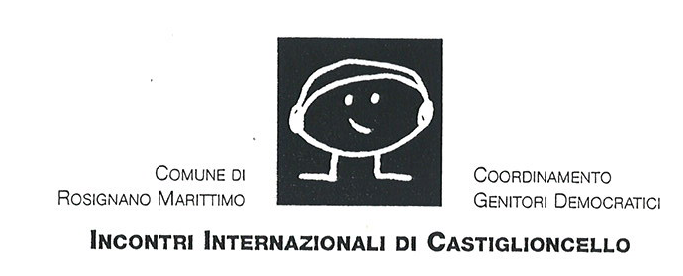 COMUNE DI
ROSIGNANO MARITTIMO
COORDINAMENTO
GENITORI DEMOCRATICI
INCONTRI INTERNAZIONALI DI CASTIGLIONCELLO